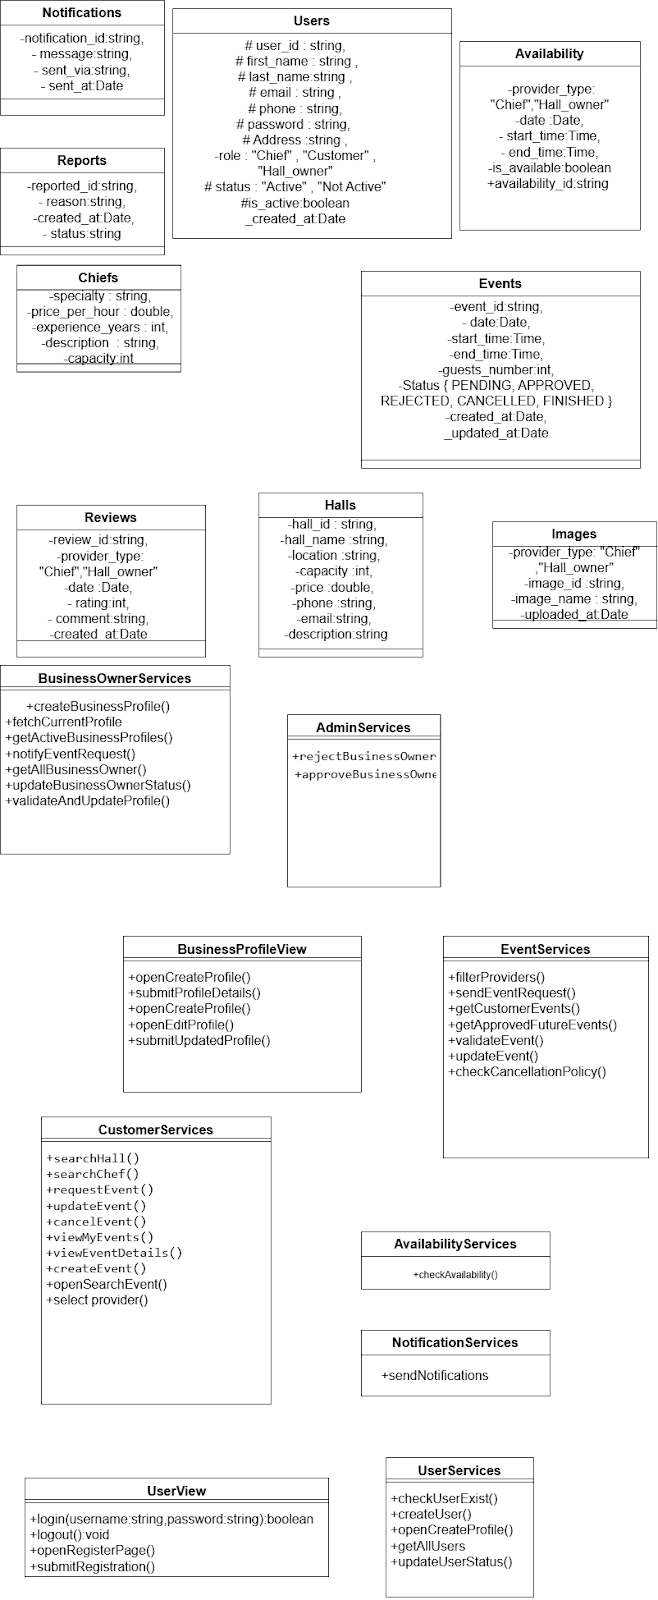 Notifications
-notification_id:string,
- message:string,
- sent_via:string,
- sent_at:Date
Users
# user_id : string,
# first_name : string ,
# last_name:string ,
# email : string ,
# phone : string,
# password : string,
# Address :string ,
-role : "Chief" , "Customer" ,
"Hall_owner"
# status : "Active" , "Not Active"
#is_active:boolean
_created_at:Date
Availability
-provider_type:
"Chief","Hall_owner"
-date :Date,
- start_time:Time,
- end_time:Time,
-is_available:boolean
+availability_id:string
Reports
-reported_id:string,
- reason:string,
-created_at:Date,
- status:string
Chiefs
-specialty : string,
-price_per_hour : double,
-experience_years : int,
-description  : string,
-capacity:int
Events
-event_id:string,
- date:Date,
-start_time:Time,
-end_time:Time,
-guests_number:int,
-Status { PENDING, APPROVED,
REJECTED, CANCELLED, FINISHED }
-created_at:Date,
_updated_at:Date
Reviews
-review_id:string,
-provider_type:
"Chief","Hall_owner"
-date :Date,
- rating:int,
- comment:string,
-created_at:Date
Halls
-hall_id : string,
-hall_name :string,
-location :string,
-capacity :int,
-price :double,
-phone :string,
-email:string,
-description:string
Images
-provider_type: "Chief"
,"Hall_owner"
-image_id :string,
-image_name : string,
-uploaded_at:Date
BusinessOwnerServices
+createBusinessProfile()
+fetchCurrentProfile
+getActiveBusinessProfiles()
+notifyEventRequest()
+getAllBusinessOwner()
+updateBusinessOwnerStatus()
+validateAndUpdateProfile()
AdminServices
+rejectBusinessOwner
+approveBusinessOwne
BusinessProfileView
+openCreateProfile()
+submitProfileDetails()
+openCreateProfile()
+openEditProfile()
+submitUpdatedProfile()
EventServices
+filterProviders()
+sendEventRequest()
+getCustomerEvents()
+getApprovedFutureEvents()
+validateEvent()
+updateEvent()
+checkCancellationPolicy()
CustomerServices
+searchHall()
+searchChef()
+requestEvent()
+updateEvent()
+cancelEvent()
+viewMyEvents()
+viewEventDetails()
+createEvent()
+openSearchEvent()
+select provider()
AvailabilityServices
+checkAvailability()
NotificationServices
+sendNotifications
UserView
+login(username:string,password:string):boolean
+logout():void
+openRegisterPage()
+submitRegistration()
UserServices
+checkUserExist()
+createUser()
+openCreateProfile()
+getAllUsers
+updateUserStatus()